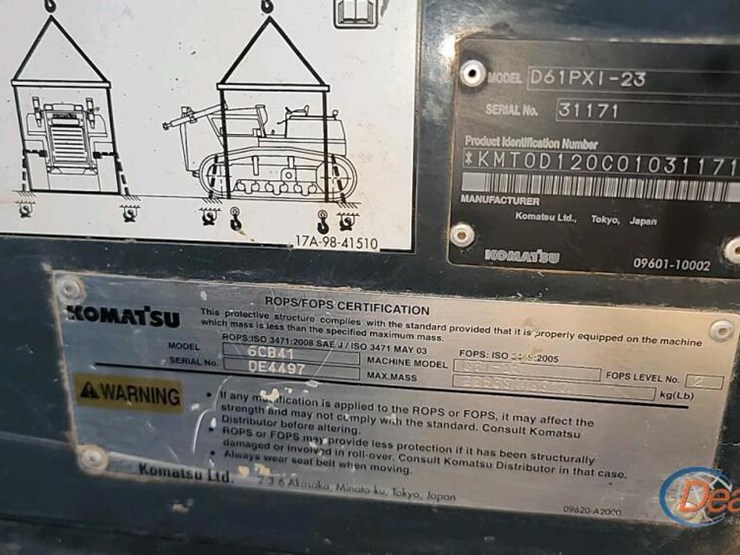 17A-98-41510
MODEL D61PXI-23
SERIAL No. 31171
Product Identification Number
*KMT0D120C01031171
MANUFACTURER
Komatsu Ltd., Tokyo, Japan
KOMATSU 09601-10002
KOMATSU
ROPS/FOPS CERTIFICATION
This protective structure complies with the standard provided that it is properly equipped on the machine
which mass is less than the specified maximum mass.
ROPS:ISO 3471:2008 SAE J / ISO 3471 MAY 03 FOPS: ISO :2005
MODEL 6CB41 MACHINE MODEL FOPS LEVEL No. 2
SERIAL No. DE4497 MAX.MASS kg(Lb)
WARNING
• If any modification is applied to the ROPS or FOPS, it may affect the
strength and may not comply with the standard. Consult Komatsu
• Distributor before altering.
• ROPS or FOPS may provide less protection if it has been structurally
damaged or involved in roll-over. Consult Komatsu Distributor in that case.
• Always wear seat belt when moving.
Komatsu Ltd. 2 3 6 Akasaka, Minato ku, Tokyo, Japan
09620-A2000
Dea